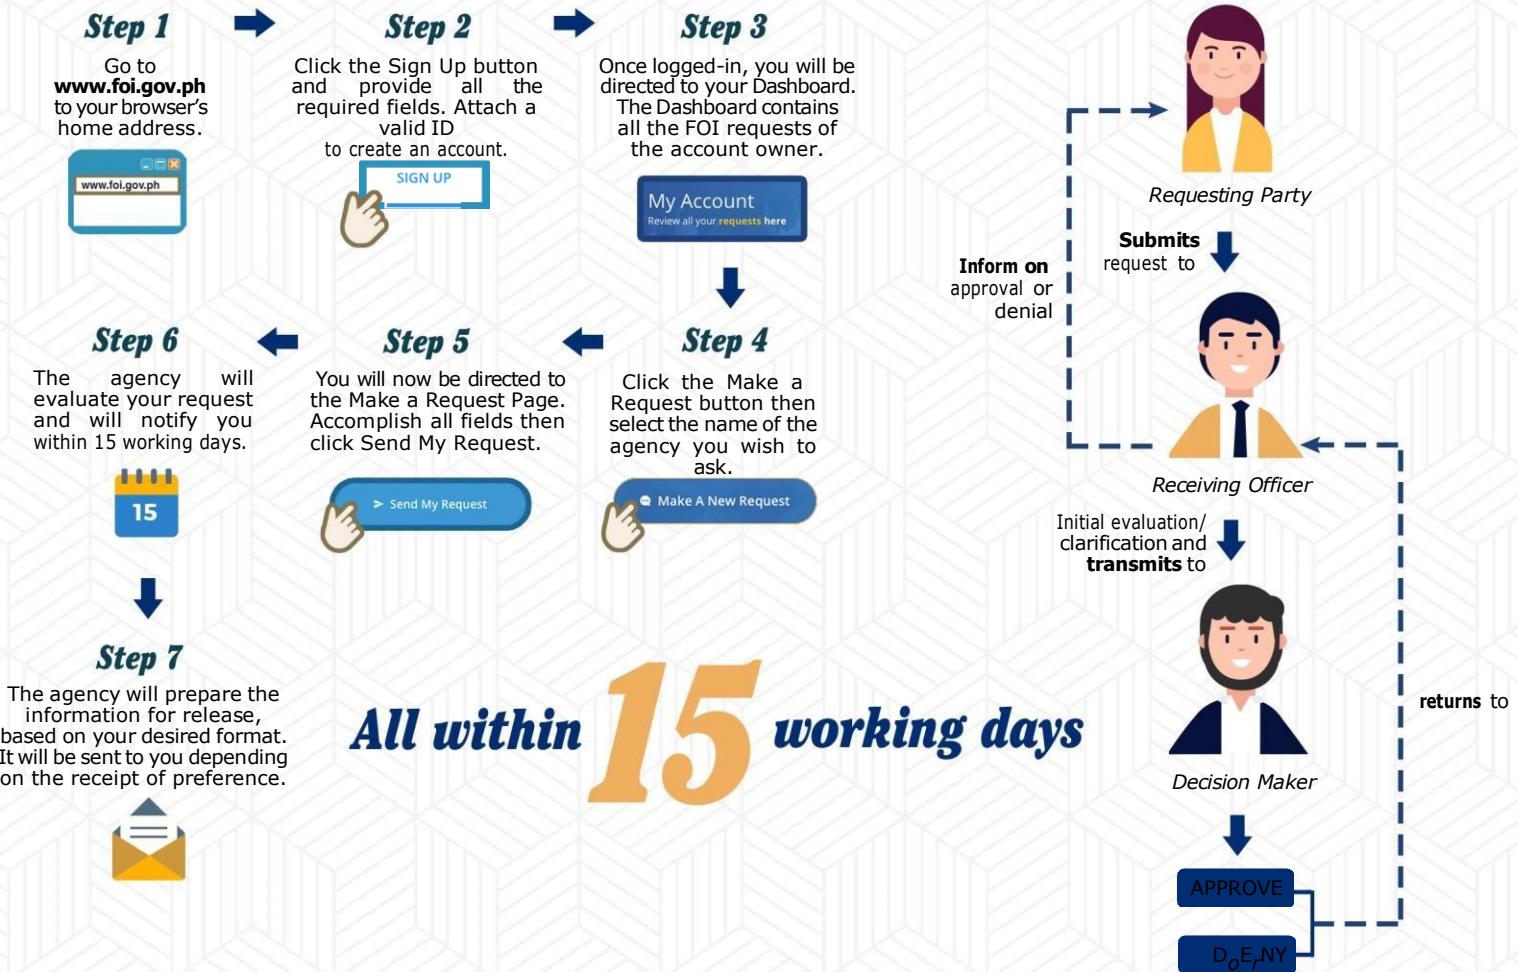 Step 1
Go to
www.foi.gov.ph
to your browser's
home address.
www.foi.gov.ph
Step 2
Click the Sign Up button
and provide all the
required fields. Attach a
valid ID
to create an account.
SIGN UP
Step 3
Once logged-in, you will be
directed to your Dashboard.
The Dashboard contains
all the FOI requests of
the account owner.
My Account
Review all your requests here
Step 4
Click the Make a
Request button then
select the name of the
agency you wish to
ask.
Make A New Request
Step 5
You will now be directed to
the Make a Request Page.
Accomplish all fields then
click Send My Request.
Send My Request
Step 6
The agency will
evaluate your request
and will notify you
within 15 working days.
15
Step 7
The agency will prepare the
information for release,
based on your desired format.
It will be sent to you depending
on the receipt of preference.
All within 15 working days
Requesting Party
Submits
request to
Inform on
approval or
denial
Receiving Officer
Initial evaluation/
clarification and
transmits to
Decision Maker
returns to
APPROVE